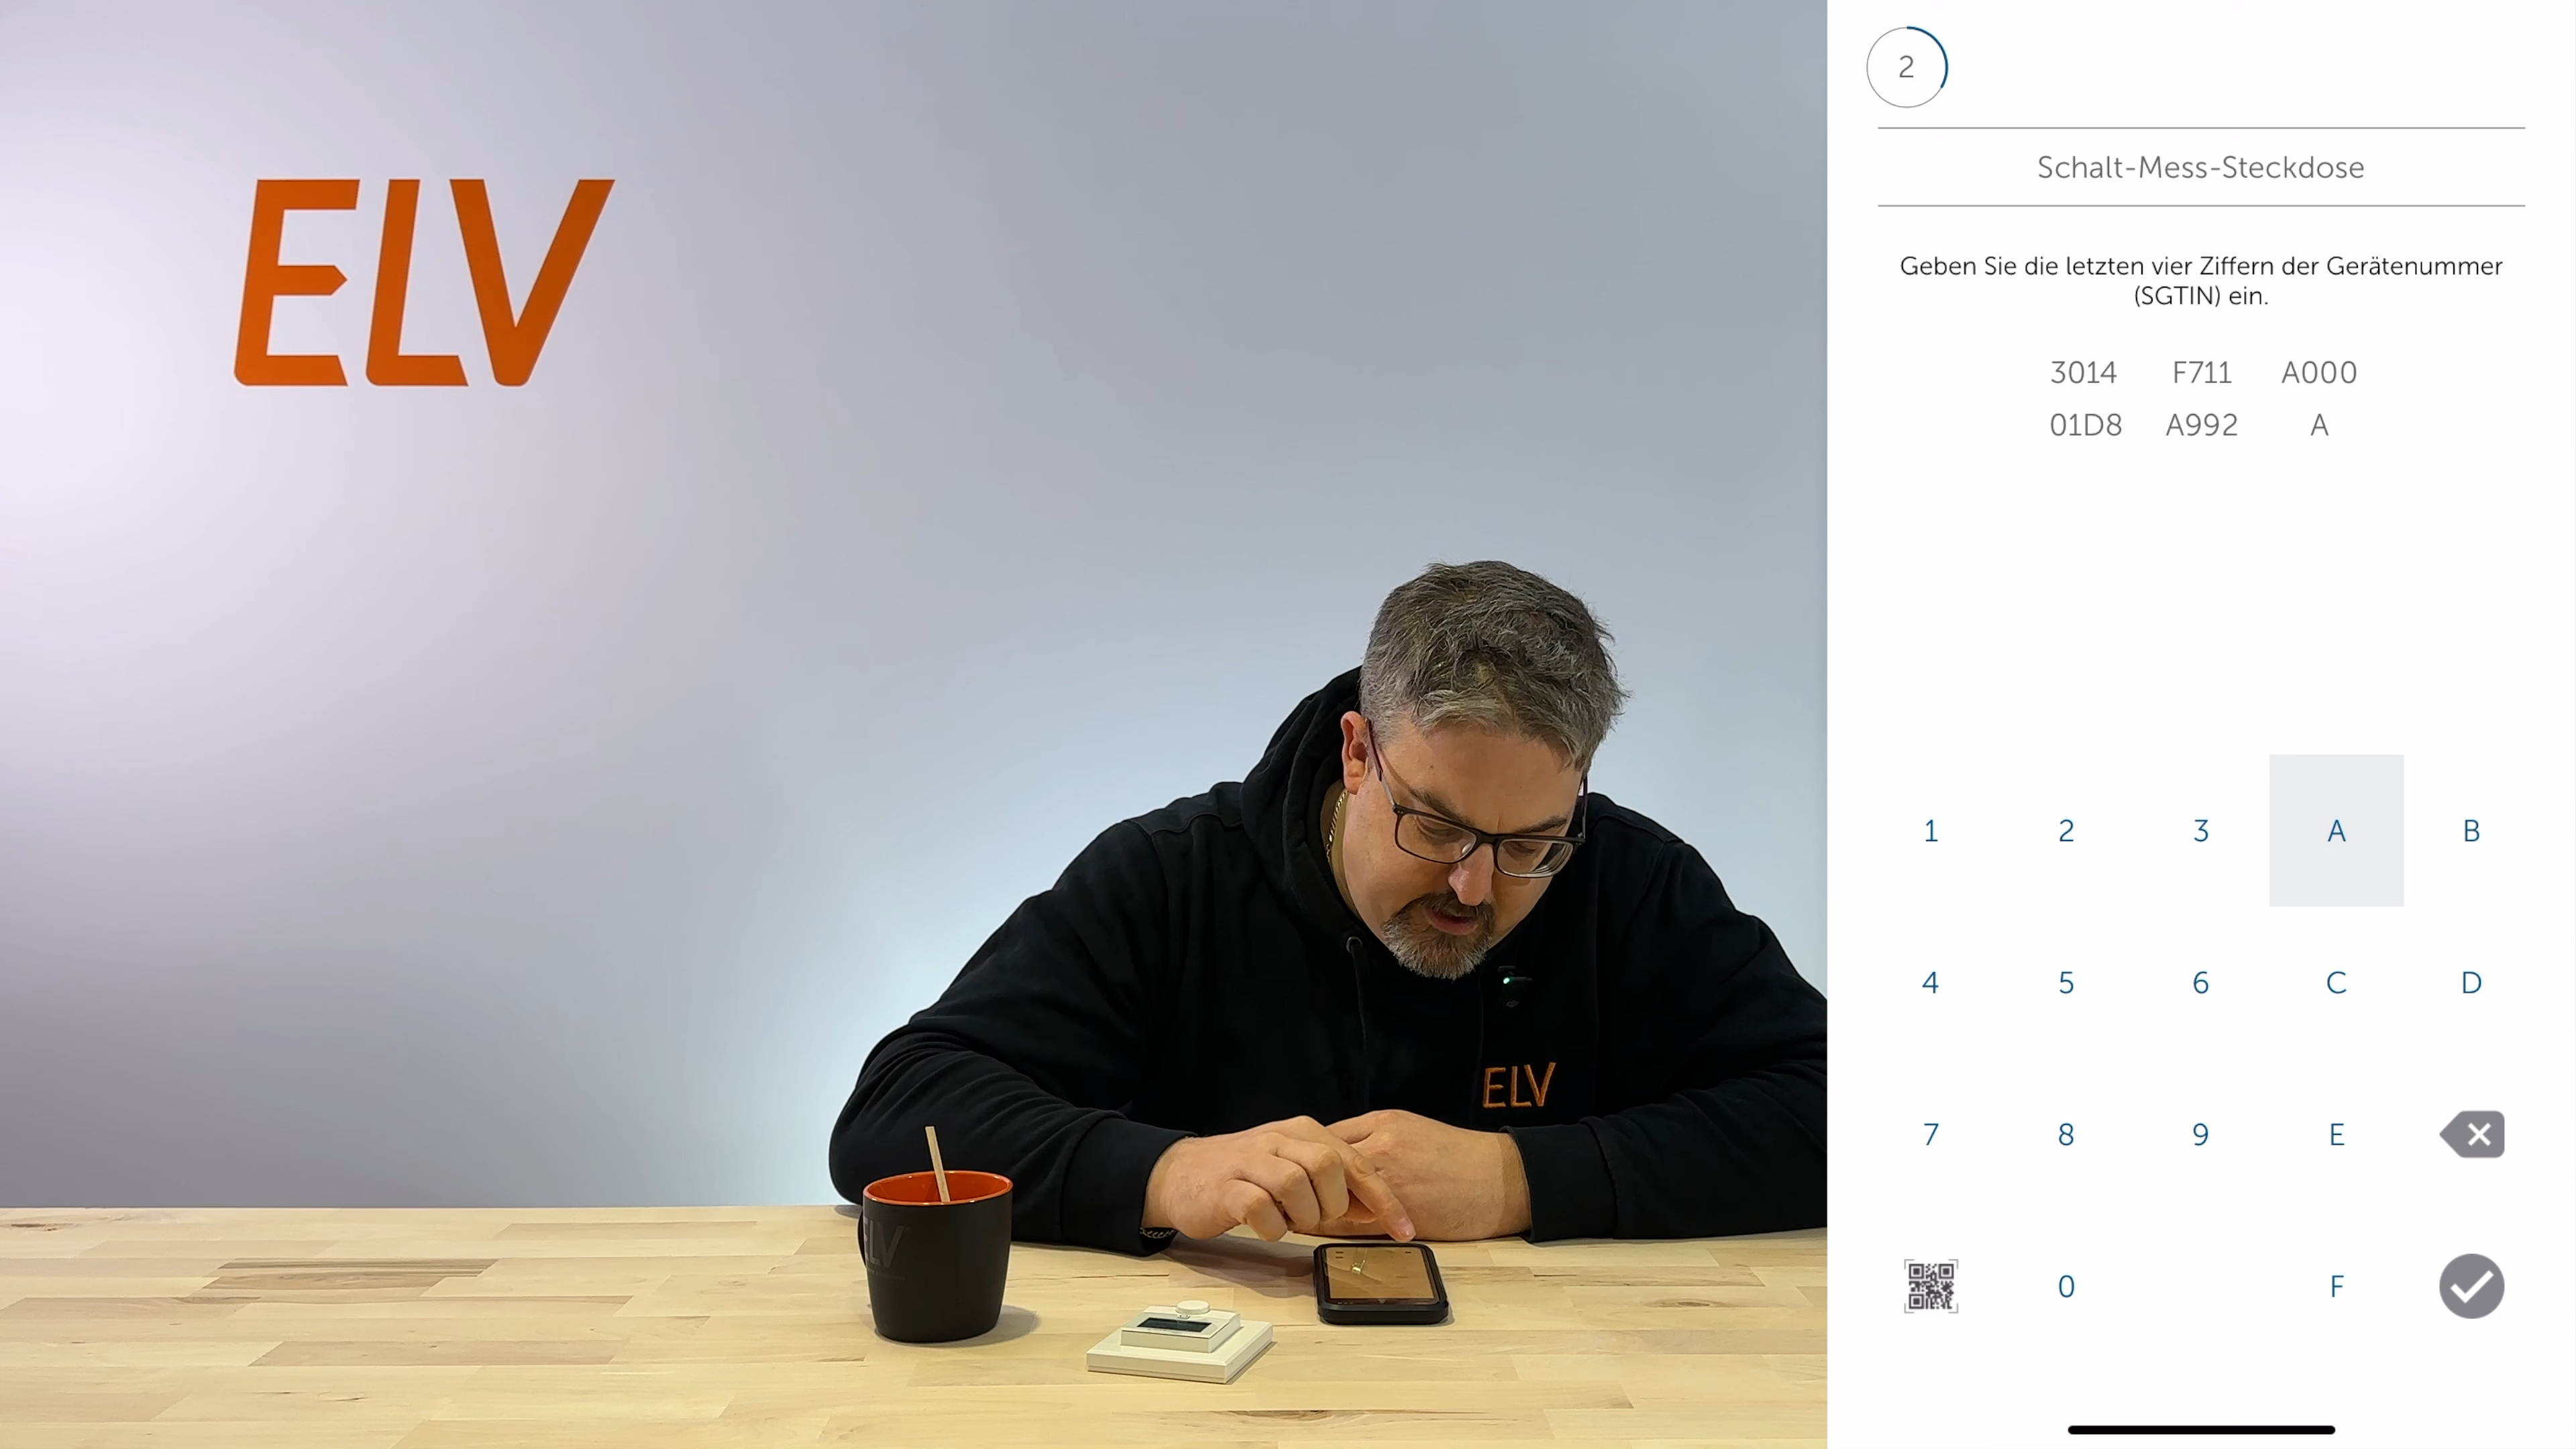 ELV
ELV
2
Schalt-Mess-Steckdose
Geben Sie die letzten vier Ziffern der Gerätenummer
(SGTIN) ein.
3014 F711 A000
01D8 A992 A
1 2 3 A B
4 5 6 C D
7 8 9 E
0 F